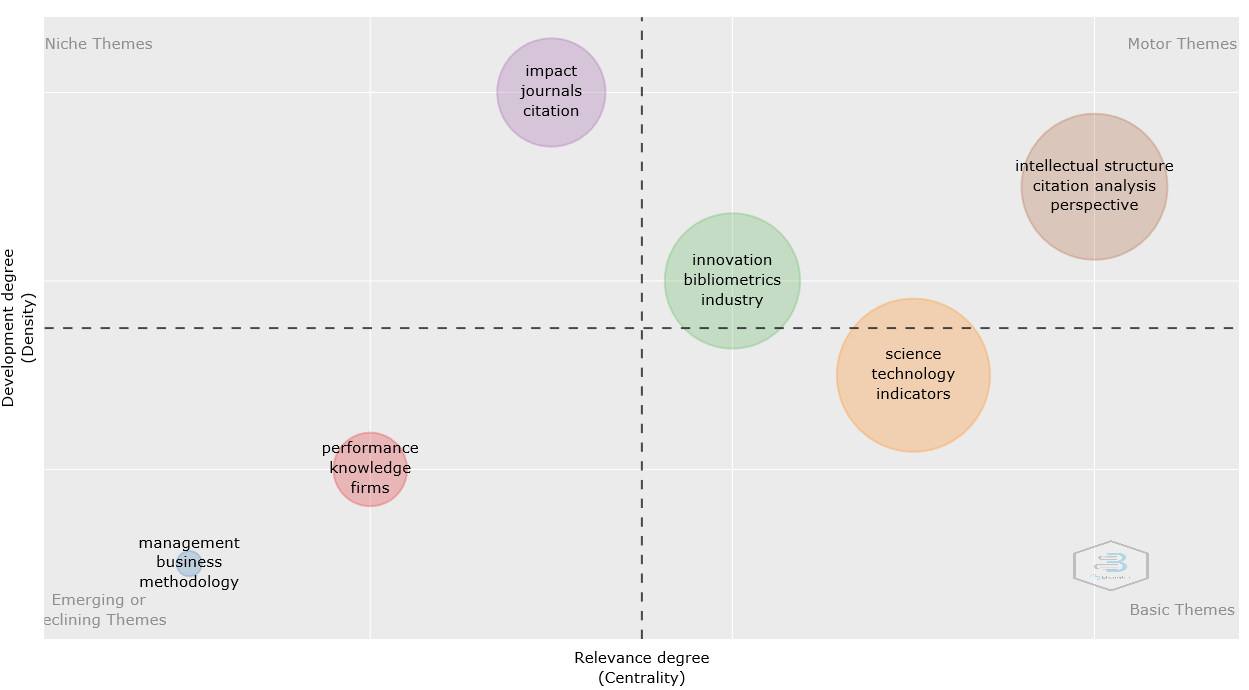 Niche Themes
Motor Themes
impact
journals
citation
intellectual structure
citation analysis
perspective
innovation
bibliometrics
industry
science
technology
indicators
performance
knowledge
firms
management
business
methodology
Emerging or
eclining Themes
Basic Themes
Development degree
(Density)
Relevance degree
(Centrality)